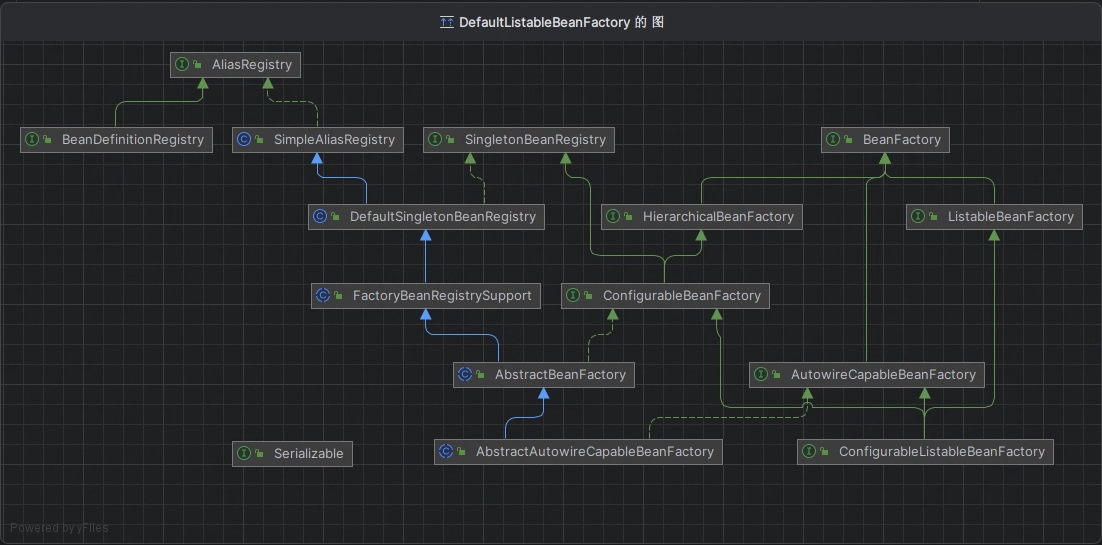 DefaultListableBeanFactory 的 图
AliasRegistry
BeanDefinitionRegistry
SimpleAliasRegistry
SingletonBeanRegistry
BeanFactory
DefaultSingletonBeanRegistry
HierarchicalBeanFactory
ListableBeanFactory
FactoryBeanRegistrySupport
ConfigurableBeanFactory
AbstractBeanFactory
AutowireCapableBeanFactory
Serializable
AbstractAutowireCapableBeanFactory
ConfigurableListableBeanFactory
Powered by yFiles